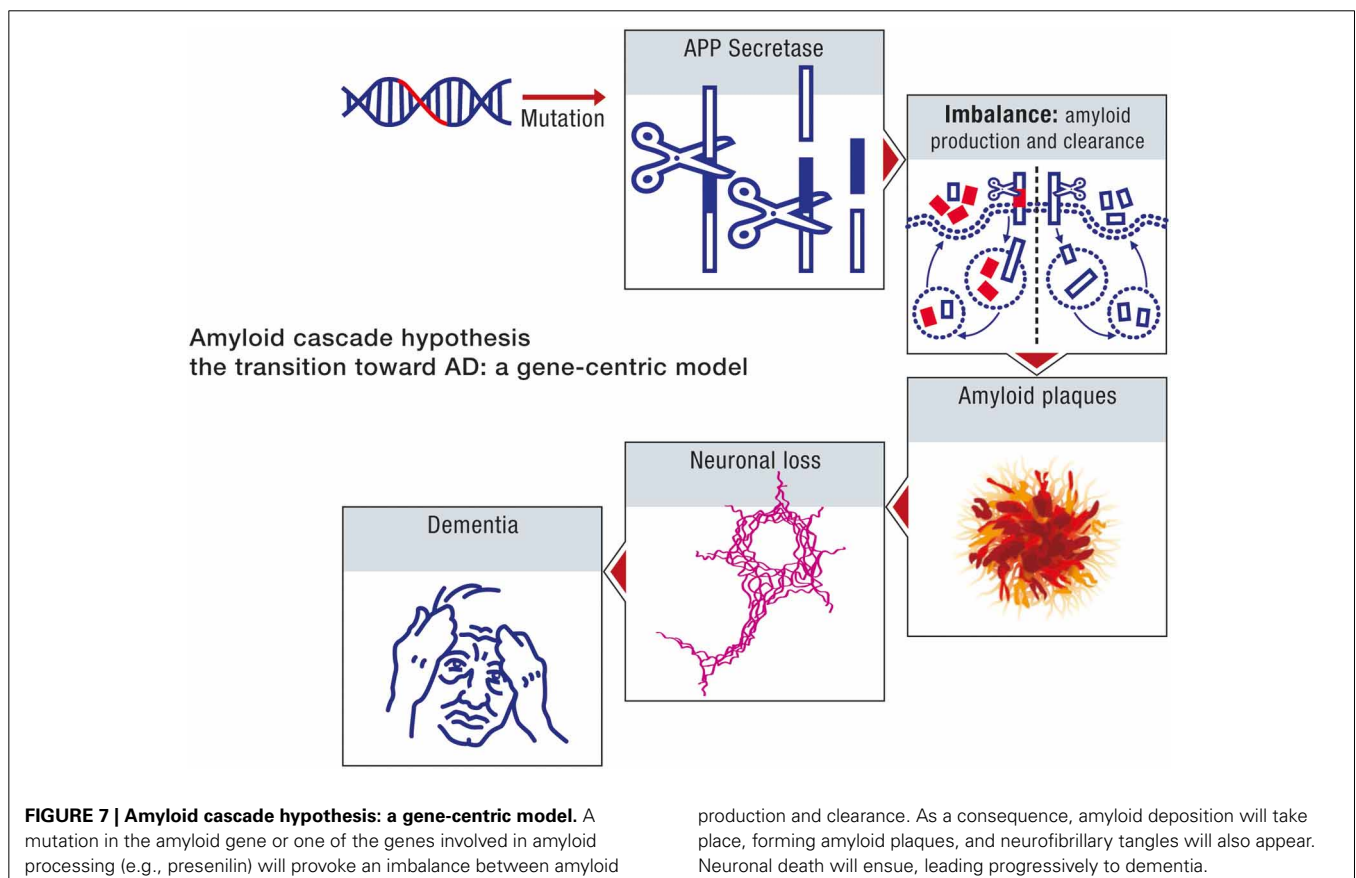 APP Secretase
Mutation
Imbalance: amyloid
production and clearance
Amyloid cascade hypothesis
the transition toward AD: a gene-centric model
Amyloid plaques
Neuronal loss
Dementia
FIGURE 7 | Amyloid cascade hypothesis: a gene-centric model. A
mutation in the amyloid gene or one of the genes involved in amyloid
processing (e.g., presenilin) will provoke an imbalance between amyloid
production and clearance. As a consequence, amyloid deposition will take
place, forming amyloid plaques, and neurofibrillary tangles will also appear.
Neuronal death will ensue, leading progressively to dementia.